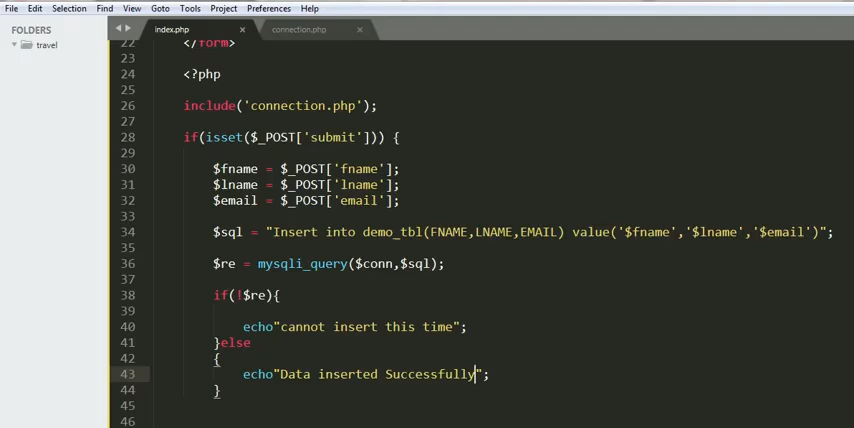 File Edit Selection Find View Goto Tools Project Preferences Help
FOLDERS
travel
index.php × connection.php ×
22 </form>
23
24 <?php
25
26 include('connection.php');
27
28 if(isset($_POST['submit'])) {
29
30 $fname = $_POST['fname'];
31 $lname = $_POST['lname'];
32 $email = $_POST['email'];
33
34 $sql = "Insert into demo_tbl(FNAME,LNAME,EMAIL) value('$fname','$lname','$email')";
35
36 $re = mysqli_query($conn,$sql);
37
38 if(!$re){
39
40 echo"cannot insert this time";
41 }else
42 {
43 echo"Data inserted Successfully";
44 }
45
46